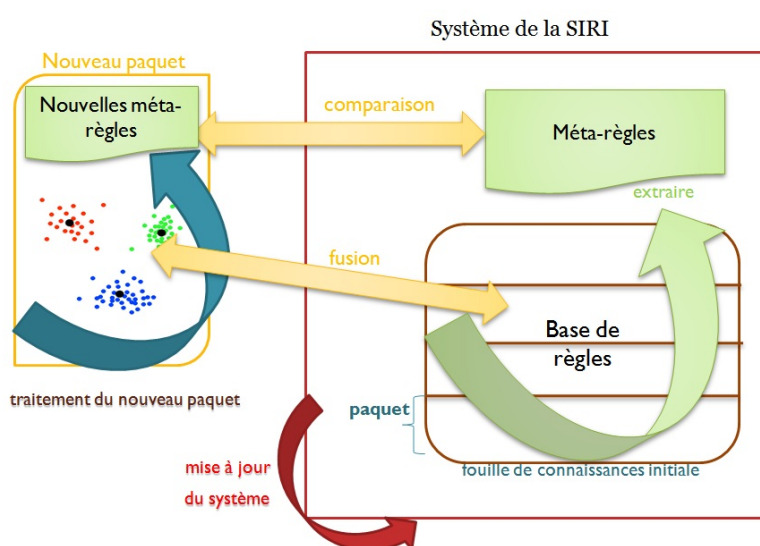 Système de la SIRI
Nouveau paquet
Nouvelles méta-
règles
comparaison
Méta-règles
extraire
fusion
Base de
règles
traitement du nouveau paquet
paquet
fouille de connaissances initiale
mise à jour
du système